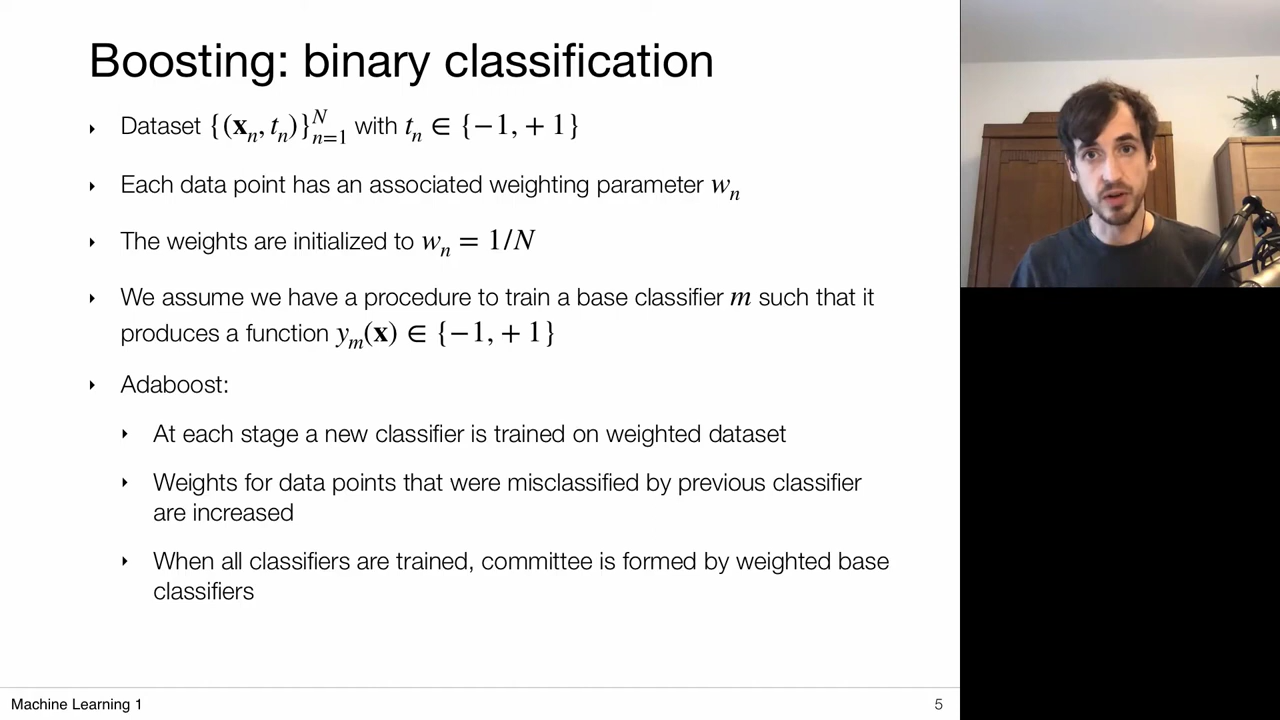 Boosting: binary classification
‣ Dataset {(𝐱ₙ, tₙ)}ᴺₙ₌₁ with tₙ ∈ {−1, + 1}
‣ Each data point has an associated weighting parameter wₙ
‣ The weights are initialized to wₙ = 1/N
‣ We assume we have a procedure to train a base classifier m such that it
produces a function yₘ(𝐱) ∈ {−1, + 1}
‣ Adaboost:
‣ At each stage a new classifier is trained on weighted dataset
‣ Weights for data points that were misclassified by previous classifier
are increased
‣ When all classifiers are trained, committee is formed by weighted base
classifiers
Machine Learning 1
5